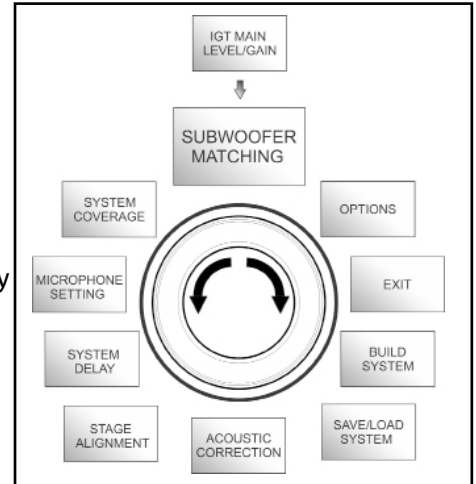 IGT MAIN
LEVEL/GAIN
SUBWOOFER
MATCHING
SYSTEM
COVERAGE
OPTIONS
y
MICROPHONE
SETTING
EXIT
SYSTEM
DELAY
BUILD
SYSTEM
STAGE
ALIGNMENT
ACOUSTIC
CORRECTION
SAVE/LOAD
SYSTEM